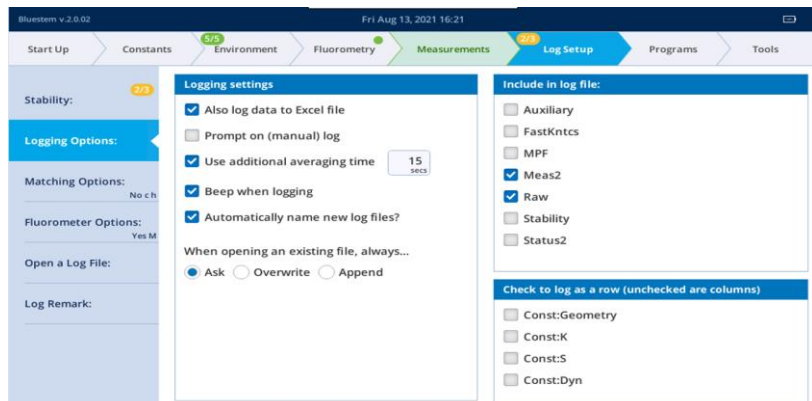 Bluestem v.2.0.02
Fri Aug 13, 2021 16:21
Start Up
Constants
5/5
Environment
Fluorometry
Measurements
2/3
Log Setup
Programs
Tools
Stability:
2/3
Logging Options:
Matching Options:
No c h
Fluorometer Options:
Yes M
Open a Log File:
Log Remark:
Logging settings
Also log data to Excel file
Prompt on (manual) log
Use additional averaging time
15
secs
Beep when logging
Automatically name new log files?
When opening an existing file, always...
Ask Overwrite Append
Include in log file:
Auxiliary
FastKntcs
MPF
Meas2
Raw
Stability
Status2
Check to log as a row (unchecked are columns)
Const:Geometry
Const:K
Const:S
Const:Dyn